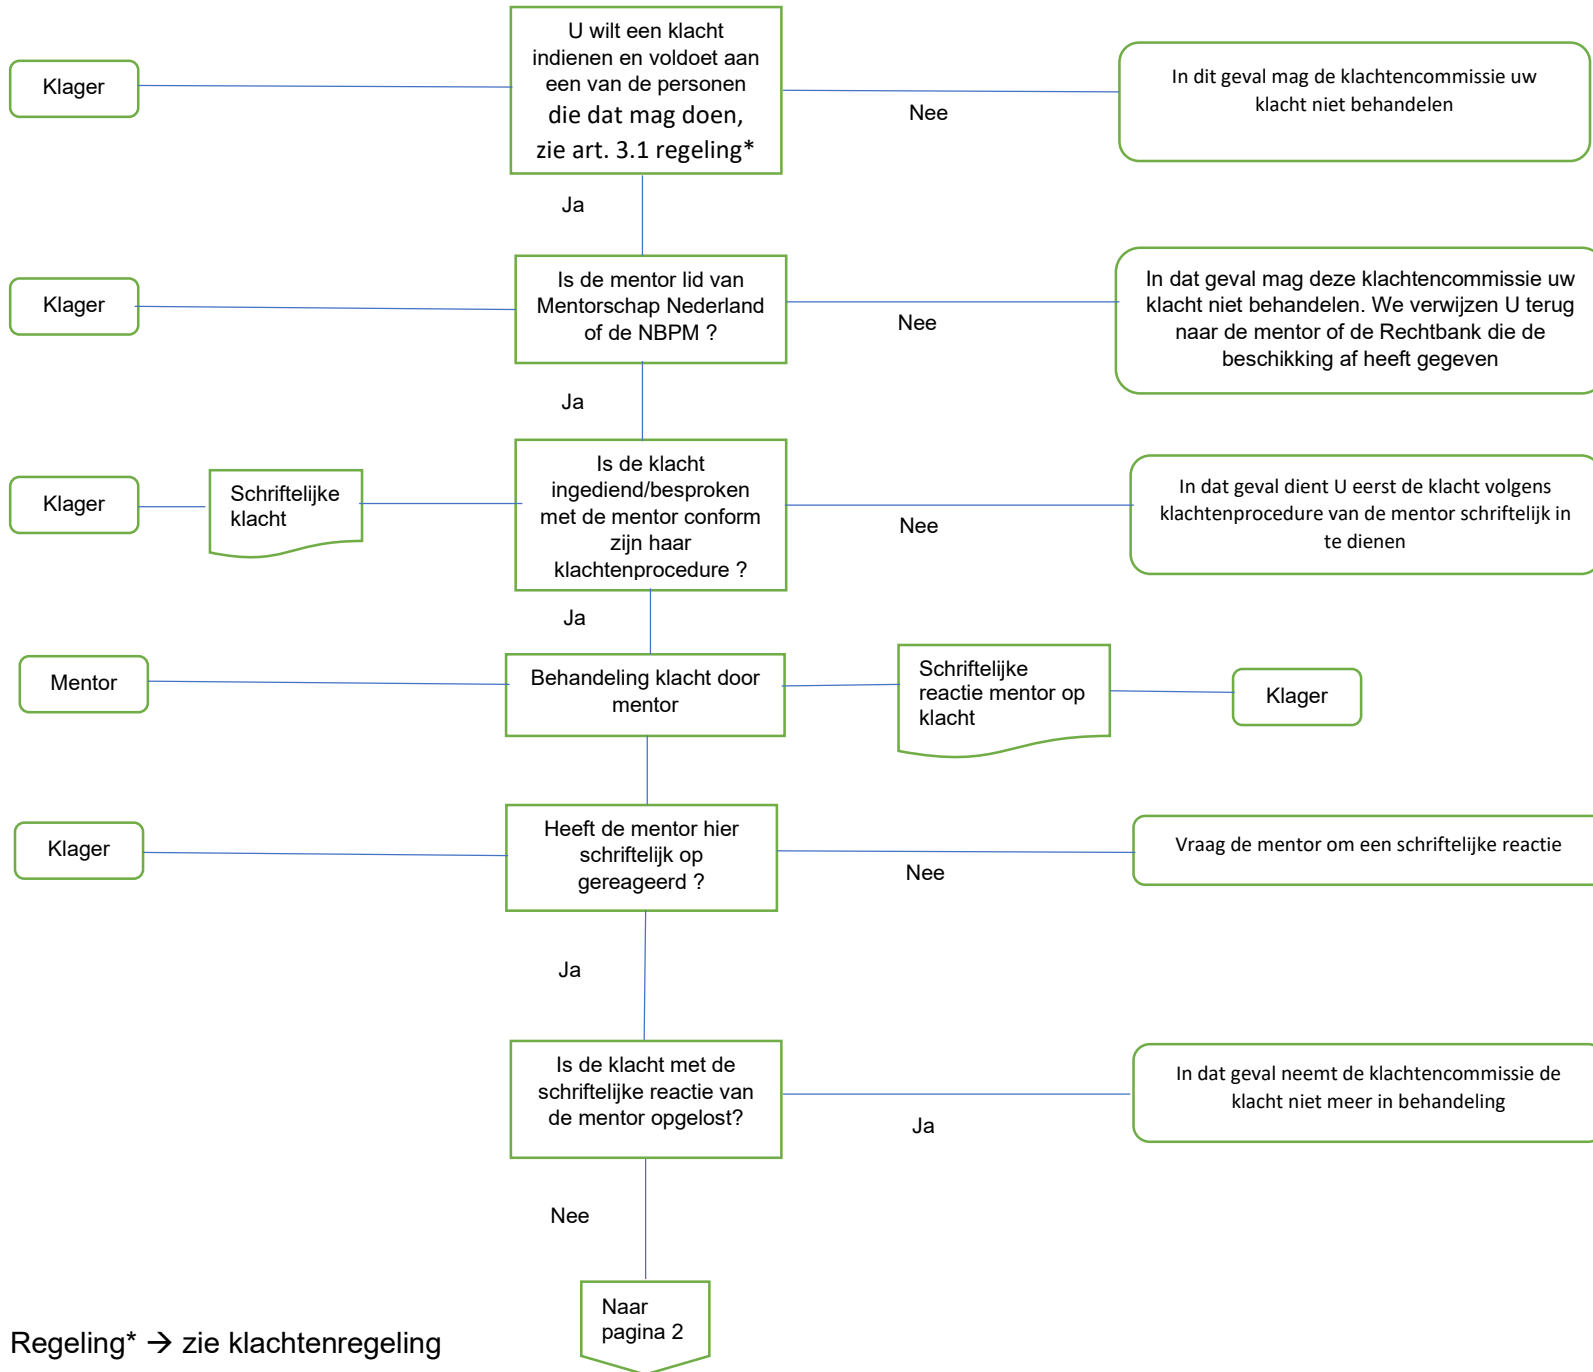 Klager
U wilt een klacht
indienen en voldoet aan
een van de personen
die dat mag doen,
zie art. 3.1 regeling*
Nee
In dit geval mag de klachtencommissie uw
klacht niet behandelen
Ja
Klager
Is de mentor lid van
Mentorschap Nederland
of de NBPM ?
Nee
In dat geval mag deze klachtencommissie uw
klacht niet behandelen. We verwijzen U terug
naar de mentor of de Rechtbank die de
beschikking af heeft gegeven
Ja
Klager
Schriftelijke
klacht
Is de klacht
ingediend/besproken
met de mentor conform
zijn haar
klachtenprocedure ?
Nee
In dat geval dient U eerst de klacht volgens
klachtenprocedure van de mentor schriftelijk in
te dienen
Ja
Mentor
Behandeling klacht door
mentor
Schriftelijke
reactie mentor op
klacht
Klager
Klager
Heeft de mentor hier
schriftelijk op
gereageerd ?
Nee
Vraag de mentor om een schriftelijke reactie
Ja
Is de klacht met de
schriftelijke reactie van
de mentor opgelost?
Ja
In dat geval neemt de klachtencommissie de
klacht niet meer in behandeling
Nee
Naar
pagina 2
Regeling* → zie klachtenregeling